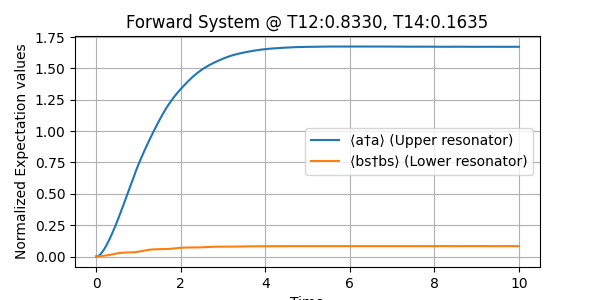 Forward System @ T12:0.8330, T14:0.1635
Normalized Expectation values
1.75
1.50
1.25
1.00
0.75
0.50
0.25
0.00
⟨a†a⟩ (Upper resonator)
⟨bs†bs⟩ (Lower resonator)
0 2 4 6 8 10
Time